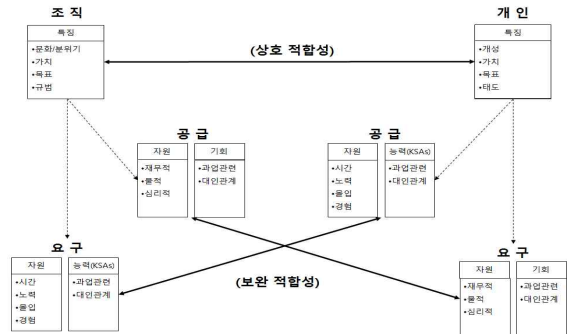 조 직
개 인
특징
•문화/분위기
•가치
•목표
•규범
(상호 적합성)
특징
•개성
•가치
•목표
•태도
공 급
자원
•재무적
•물적
•심리적
기회
•과업관련
•대인관계
공 급
자원
•시간
•노력
•몰입
•경험
능력(KSAs)
•과업관련
•대인관계
요 구
자원
•시간
•노력
•몰입
•경험
능력(KSAs)
•과업관련
•대인관계
(보완 적합성)
요 구
자원
•재무적
•물적
•심리적
기회
•과업관련
•대인관계